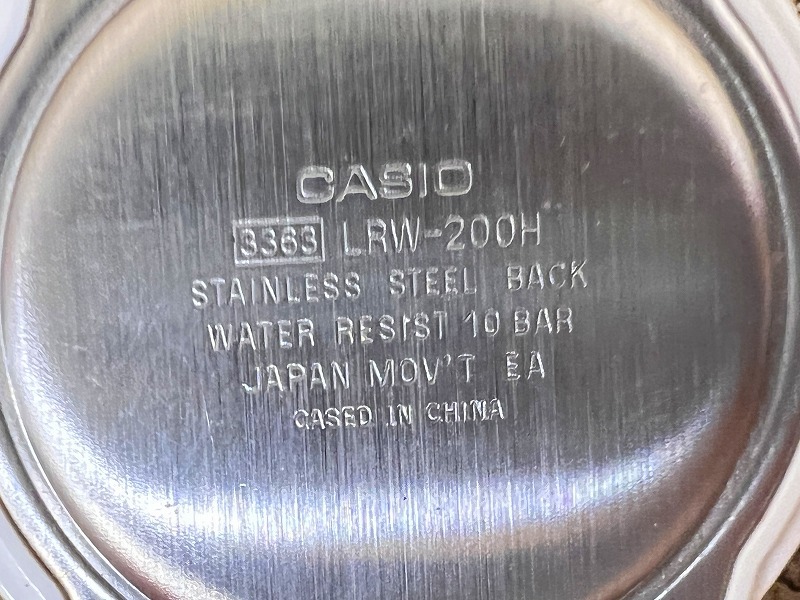 CASIO
3363 LRW-200H
STAINLESS STEEL BACK
WATER RESIST 10 BAR
JAPAN MOV'T EA
CASED IN CHINA